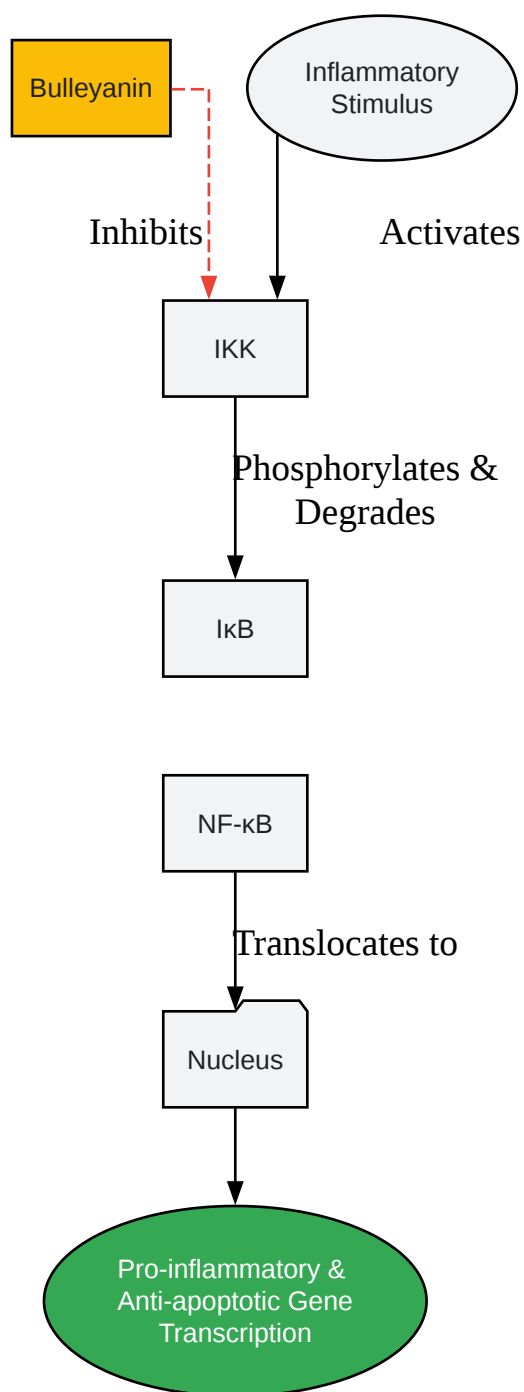 Bulleyanin
Inflammatory
Stimulus
Inhibits
Activates
IKK
Phosphorylates &
Degrades
IκB
NF-κB
Translocates to
Nucleus
Pro-inflammatory &
Anti-apoptotic Gene
Transcription